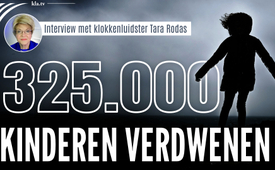 kla.tv
Interview met klokkenluidster Tara Rodas
325.000
KINDEREN VERDWENEN